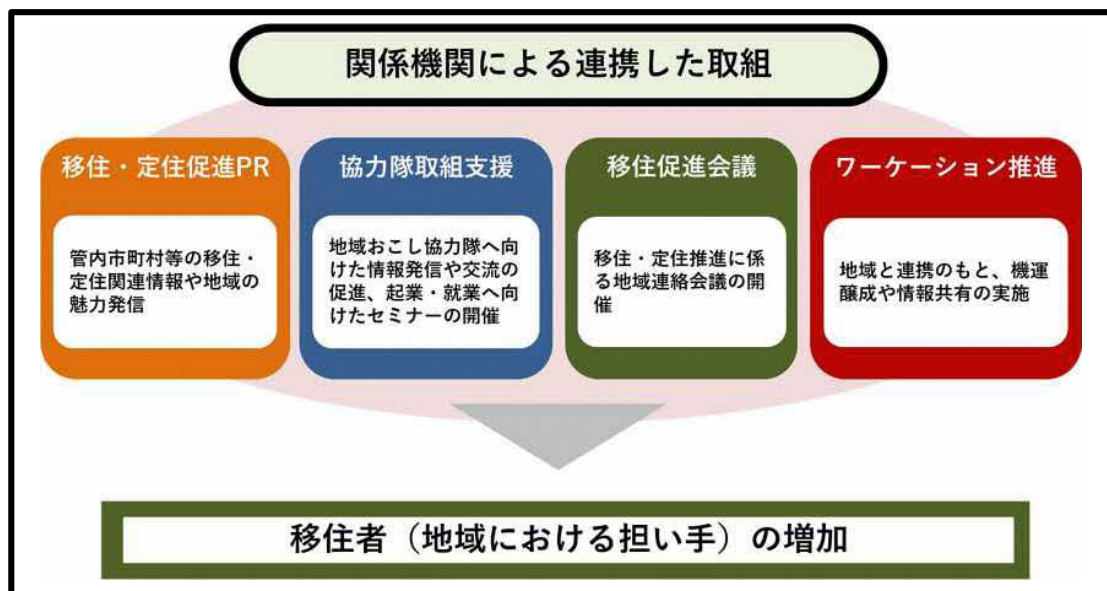 関係機関による連携した取組
移住・定住促進PR
管内市町村等の移住・
定住関連情報や地域の
魅力発信
協力隊取組支援
地域おこし協力隊へ向
けた情報発信や交流の
促進、起業・就業へ向
けたセミナーの開催
移住促進会議
移住・定住推進に係
る地域連絡会議の開
催
ワーケーション推進
地域と連携のもと、機運
醸成や情報共有の実施
移住者（地域における担い手）の増加